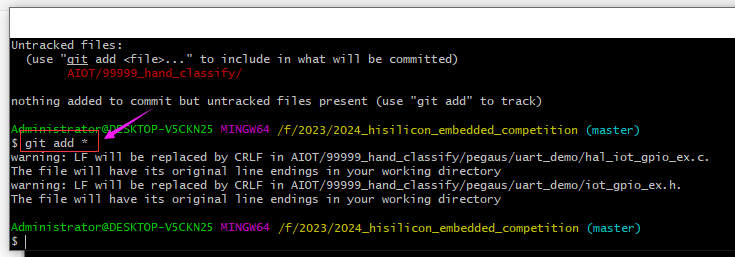 Untracked files:
(use "git add <file>..." to include in what will be committed)
AIOT/99999_hand_classify/
nothing added to commit but untracked files present (use "git add" to track)
Administrator@DESKTOP-V5CKN25 MINGW64 /f/2023/2024_hisilicon_embedded_competition (master)
$ git add *
warning: LF will be replaced by CRLF in AIOT/99999_hand_classify/pegaus/uart_demo/hal_iot_gpio_ex.c.
The file will have its original line endings in your working directory
warning: LF will be replaced by CRLF in AIOT/99999_hand_classify/pegaus/uart_demo/iot_gpio_ex.h.
The file will have its original line endings in your working directory
Administrator@DESKTOP-V5CKN25 MINGW64 /f/2023/2024_hisilicon_embedded_competition (master)
$